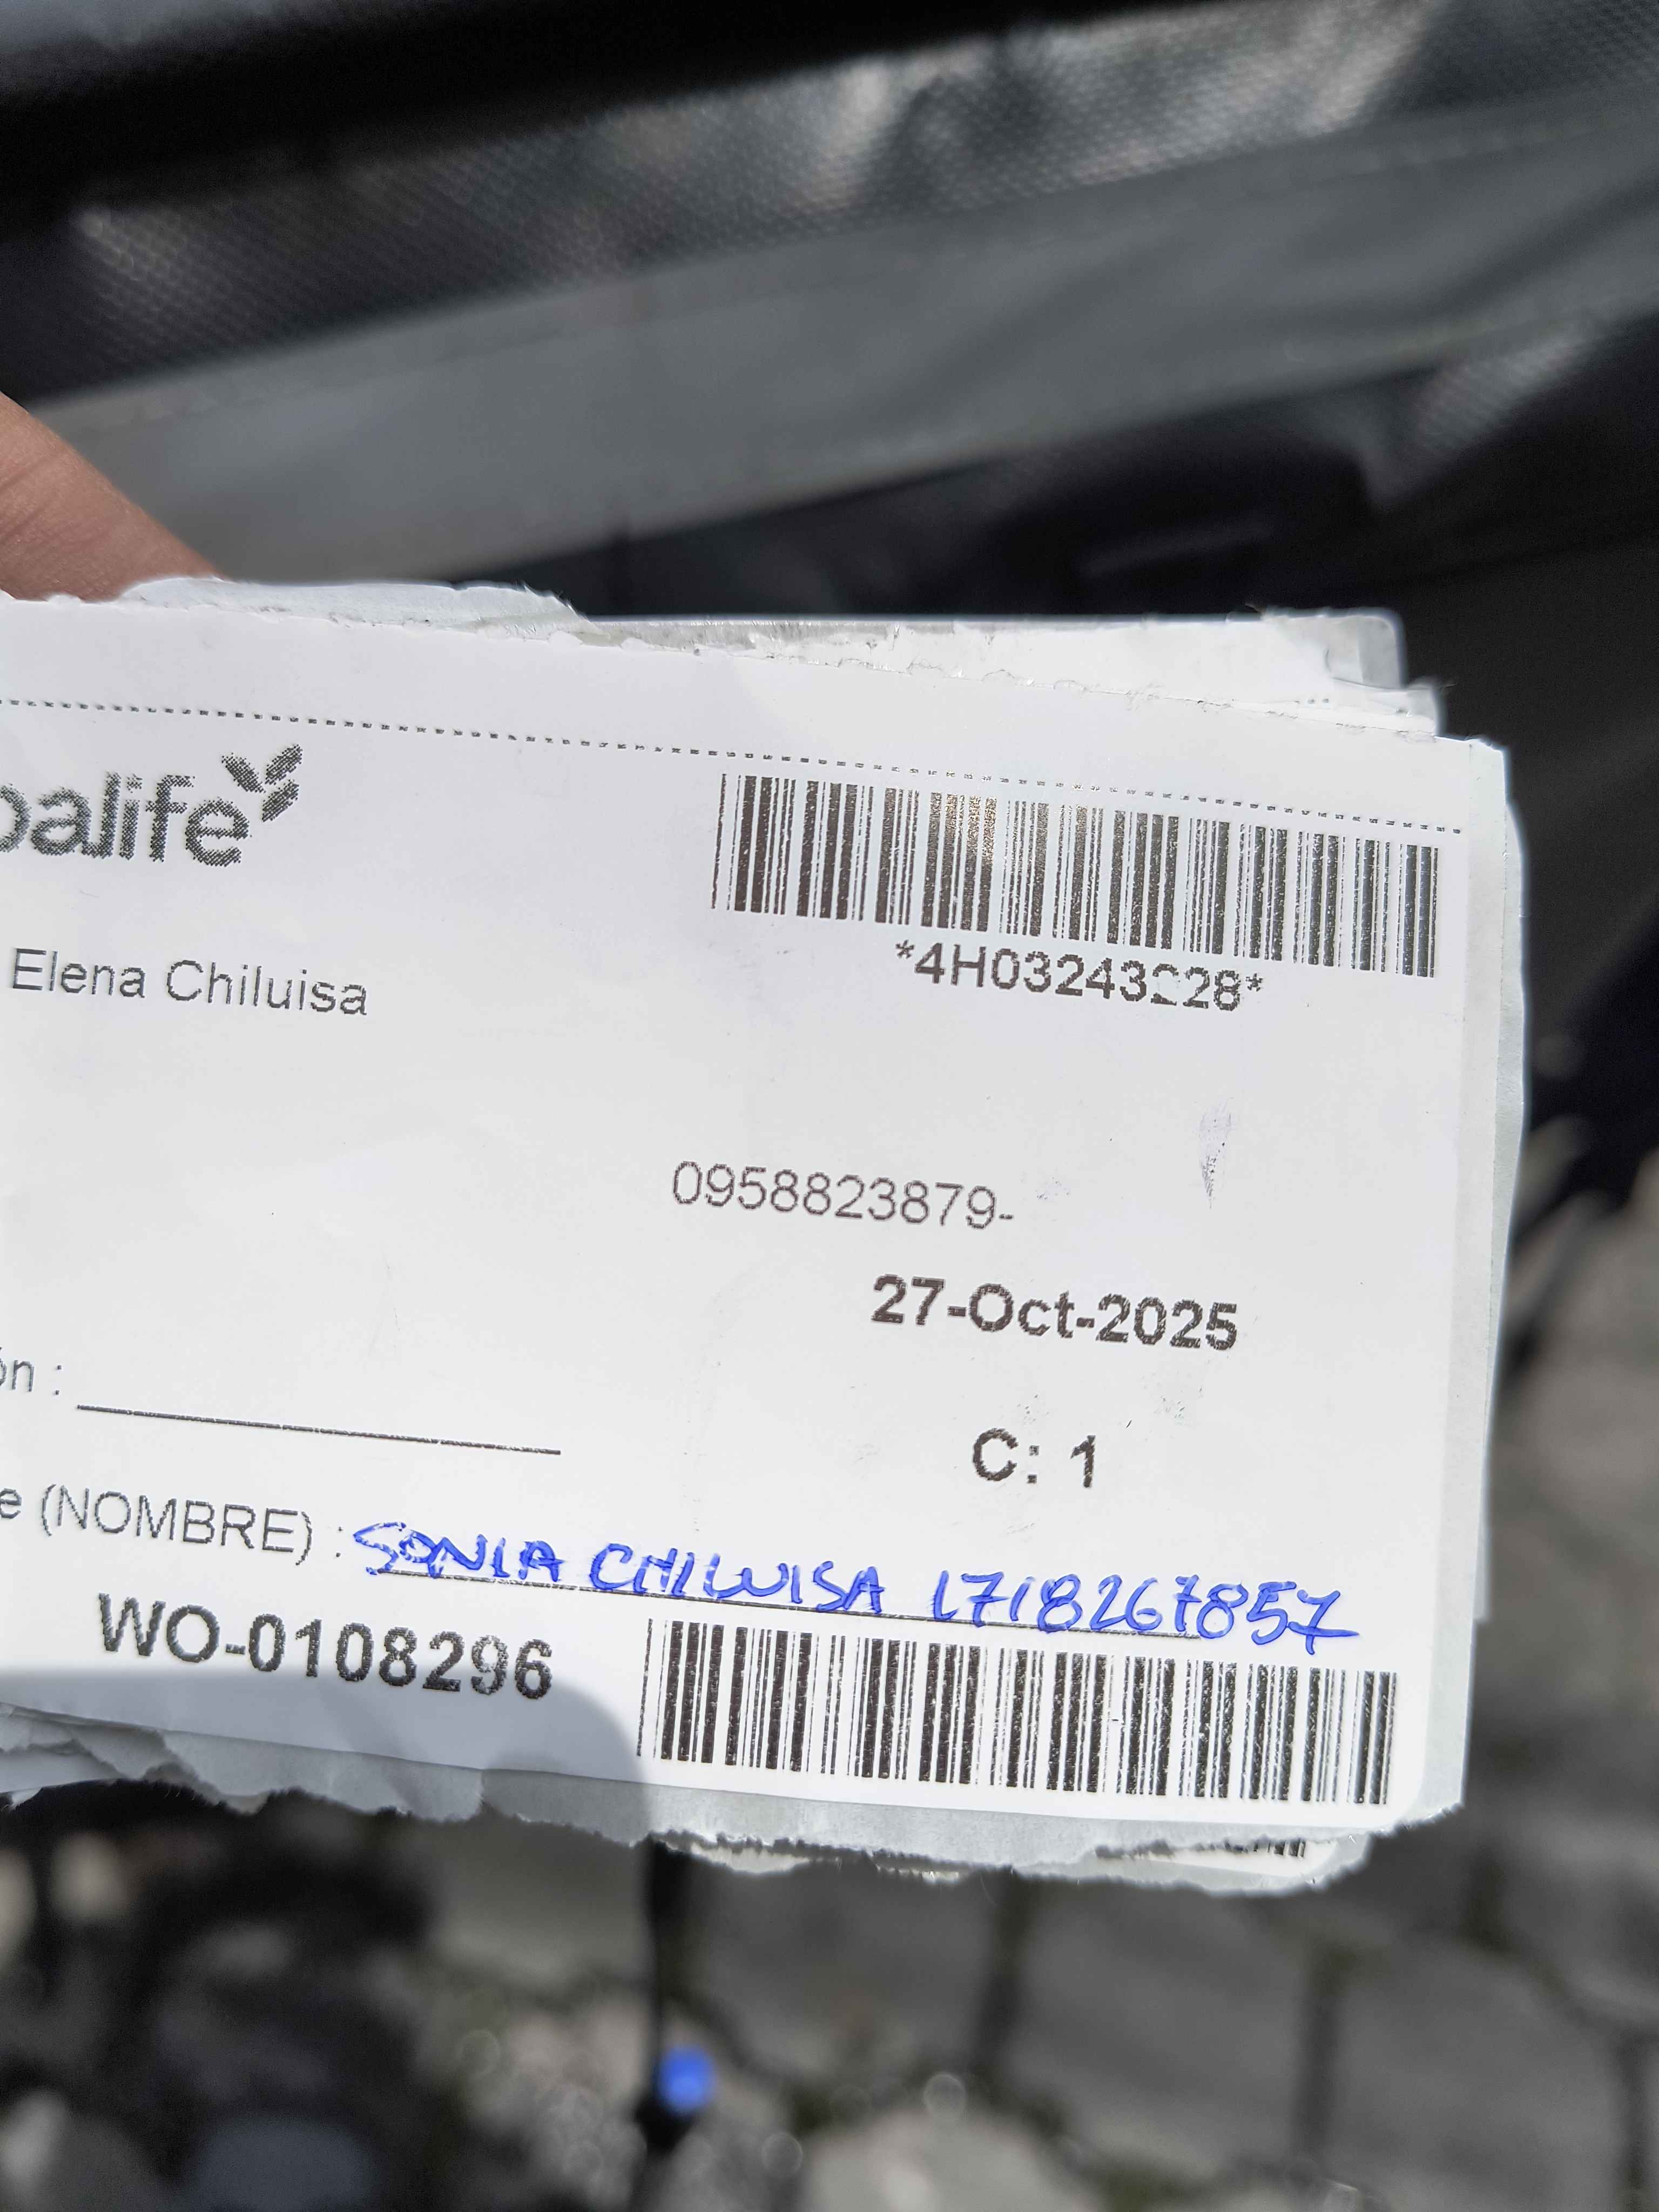 balife
*4H03243228*
Elena Chiluisa
0958823879-
27-Oct-2025
ón :
C: 1
e (NOMBRE) : SONIA CHILUISA 1718267857
WO-0108296